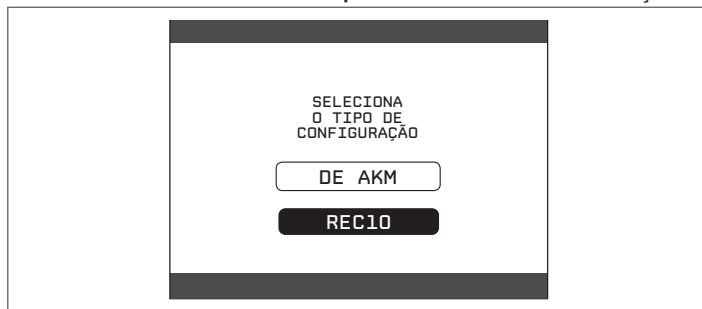 SELECIONA
O TIPO DE
CONFIGURAÇÃO
DE AKM
REC10